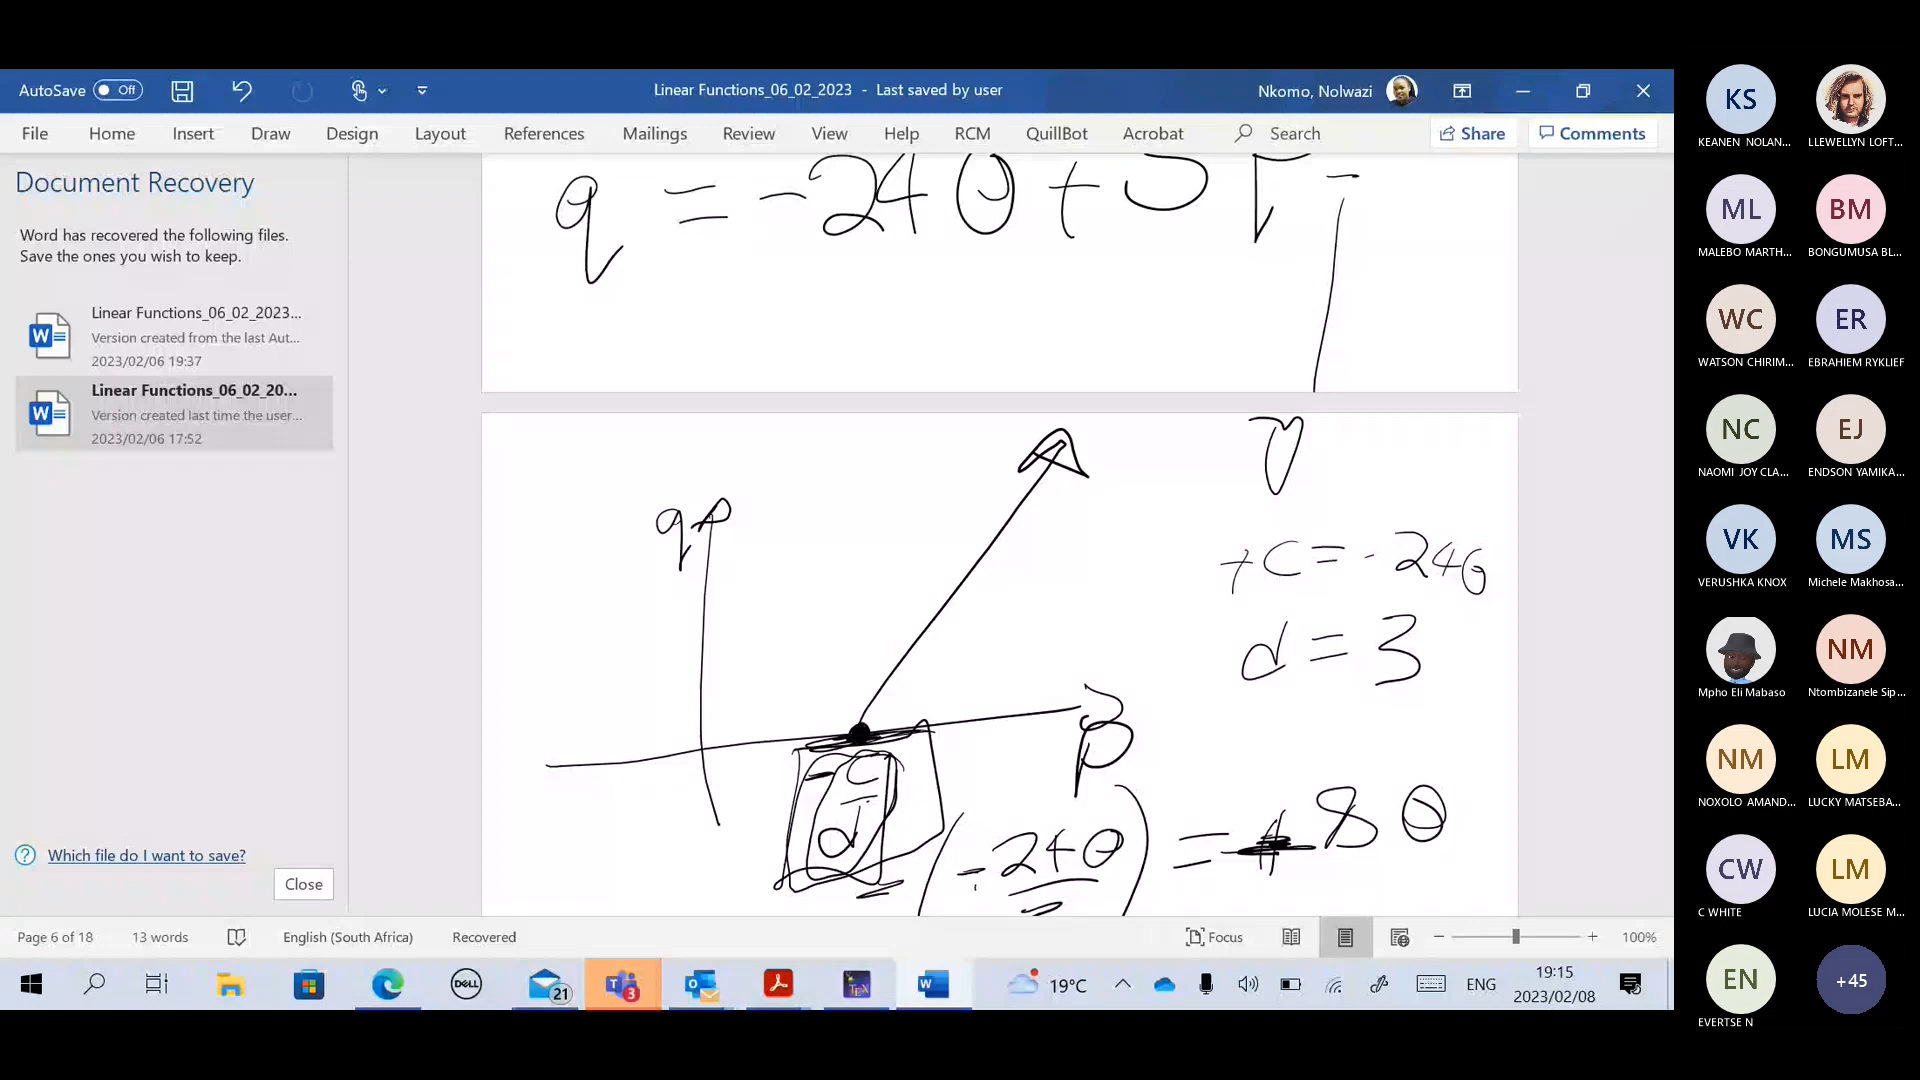 AutoSave Off
Linear Functions_06_02_2023 - Last saved by user
Nkomo, Nolwazi
File Home Insert Draw Design Layout References Mailings Review View Help RCM QuillBot Acrobat Search Share Comments
Document Recovery
Word has recovered the following files.
Save the ones you wish to keep.
Linear Functions_06_02_2023...
Version created from the last Aut...
2023/02/06 19:37
Linear Functions_06_02_20...
Version created last time the user...
2023/02/06 17:52
Which file do I want to save?
Close
q = -24θ +
q
+C = -24θ
d = 3
p
-C
d
-24θ = 8θ
Page 6 of 18 13 words English (South Africa) Recovered Focus 100%
DELL 21 3 TEX 19°C ENG 19:15
2023/02/08
KS
KEANEN NOLAN...
LLEWELLYN LOFT...
ML
MALEBO MARTH...
BM
BONGUMUSA BL...
WC
WATSON CHIRIM...
ER
EBRAHIEM RYKLIEF
NC
NAOMI JOY CLA...
EJ
ENDSON YAMIKA...
VK
VERUSHKA KNOX
MS
Michele Makhosa...
Mpho Eli Mabaso
NM
Ntombizanele Sip...
NM
NOXOLO AMAND...
LM
LUCKY MATSEBA...
CW
C WHITE
LM
LUCIA MOLESE M...
EN
EVERTSE N
+45